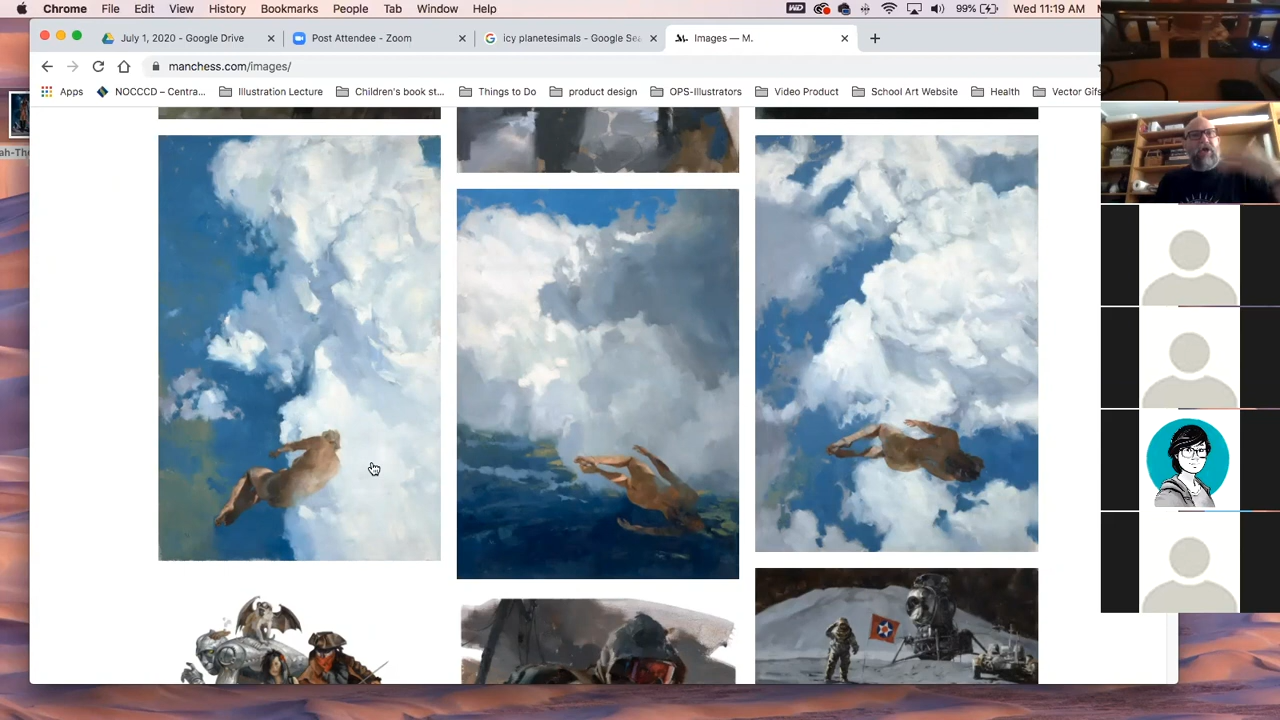 Chrome File Edit View History Bookmarks People Tab Window Help
99% Wed 11:19 AM
July 1, 2020 - Google Drive
Post Attendee - Zoom
icy planetesimals - Google Sea
Images — M.
manchess.com/images/
Apps NOCCCD – Centra... Illustration Lecture Children's book st... Things to Do product design OPS-Illustrators Video Product School Art Website Health Vector Gifs
ah-The